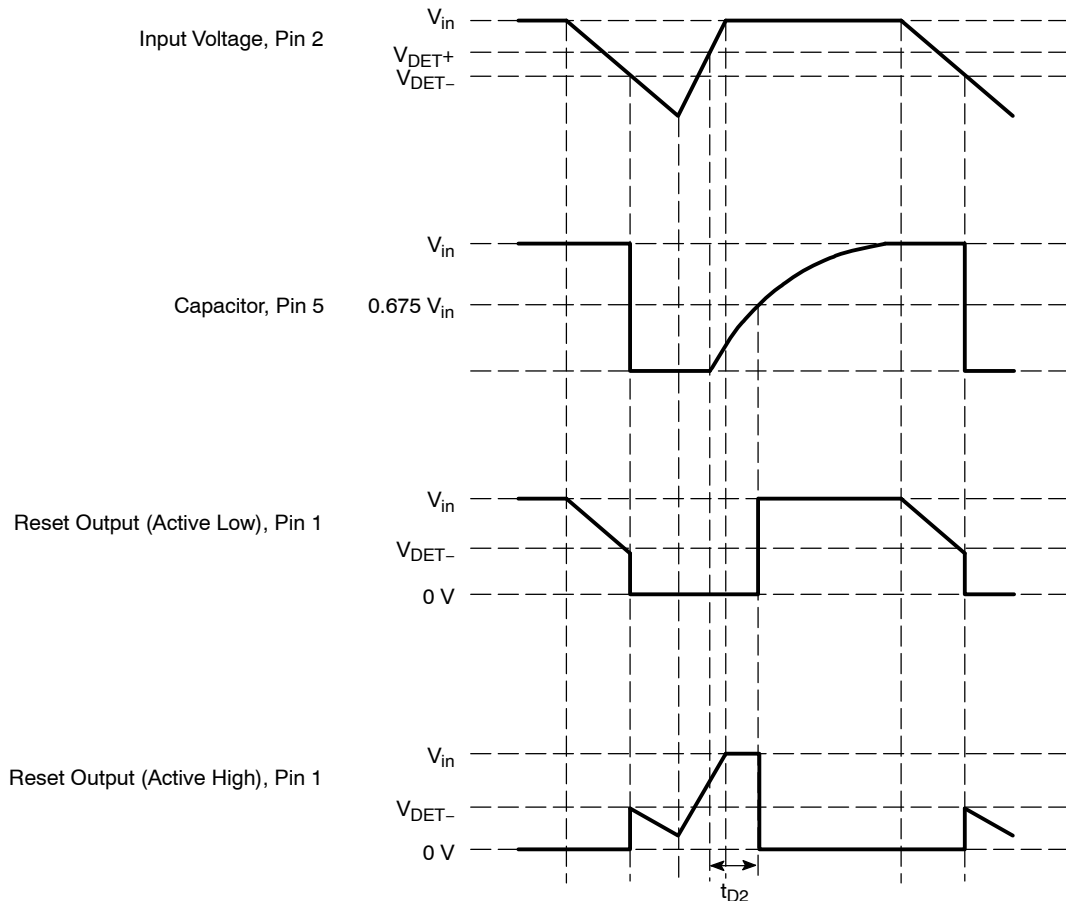 V_in
Input Voltage, Pin 2
V_DET+
V_DET−
V_in
Capacitor, Pin 5
0.675 V_in
V_in
Reset Output (Active Low), Pin 1
V_DET−
0 V
V_in
Reset Output (Active High), Pin 1
V_DET−
0 V
t_D2